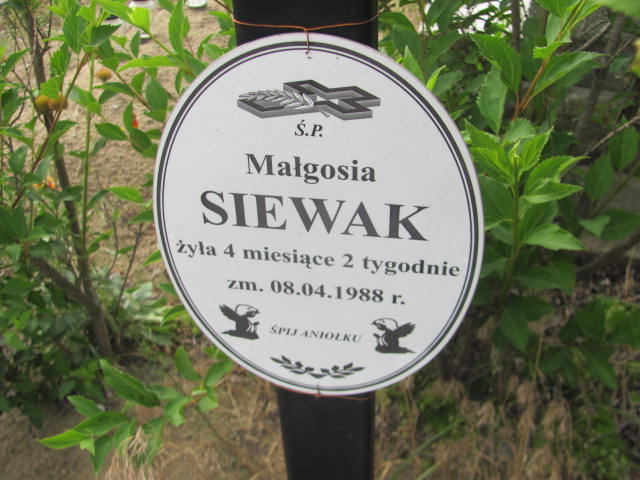 Ś.P.
Małgosia
SIEWAK
żyła 4 miesiące 2 tygodnie
zm. 08.04.1988 r.
ŚPIJ ANIOŁKU